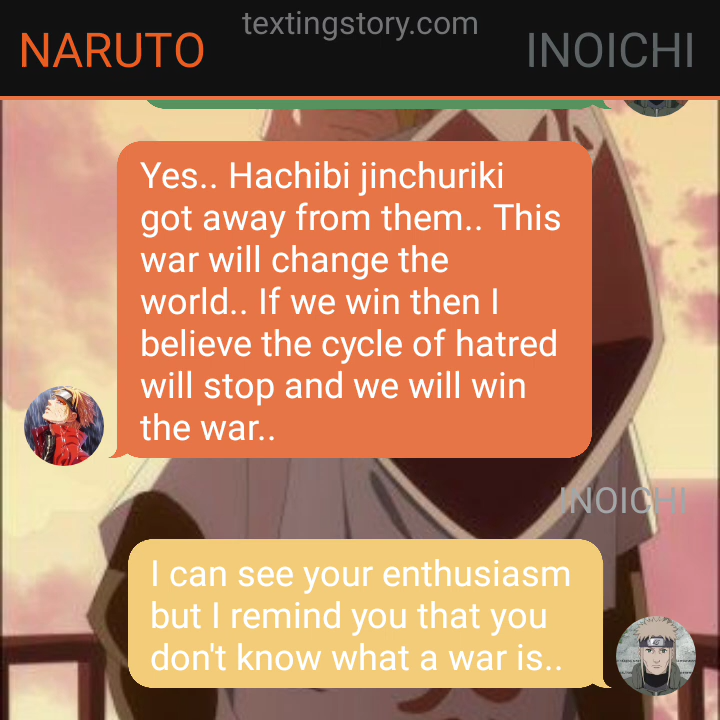 textingstory.com
NARUTO INOICHI
Yes.. Hachibi jinchuriki
got away from them.. This
war will change the
world.. If we win then I
believe the cycle of hatred
will stop and we will win
the war..
INOICHI
I can see your enthusiasm
but I remind you that you
don't know what a war is..